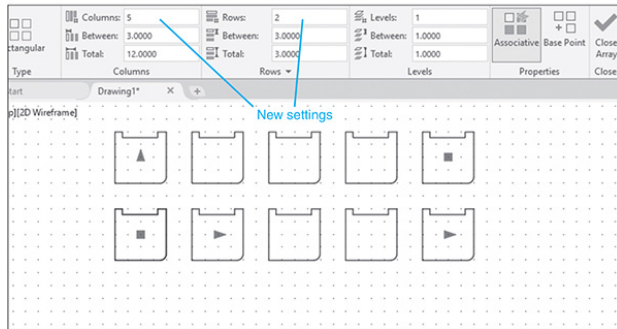 Columns: 5 Rows: 2 Levels: 1
Between: 3.0000 Between: 3.0000 Between: 1.0000
ctangular Associative Base Point Close Array
Total: 12.0000 Total: 3.0000 Total: 1.0000
Type Columns Rows Levels Properties Close
tart Drawing1* × +
p][2D Wireframe]
New settings